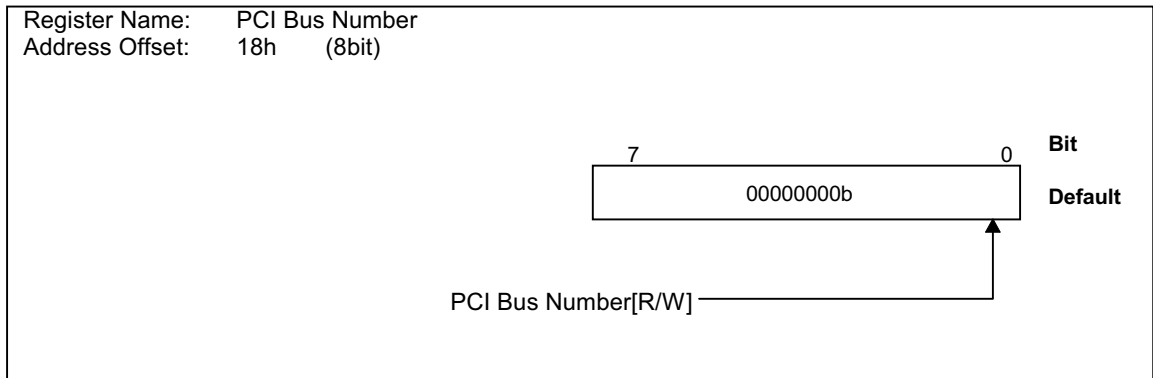 Register Name: PCI Bus Number
Address Offset: 18h (8bit)
7 0 Bit
00000000b Default
PCI Bus Number[R/W]